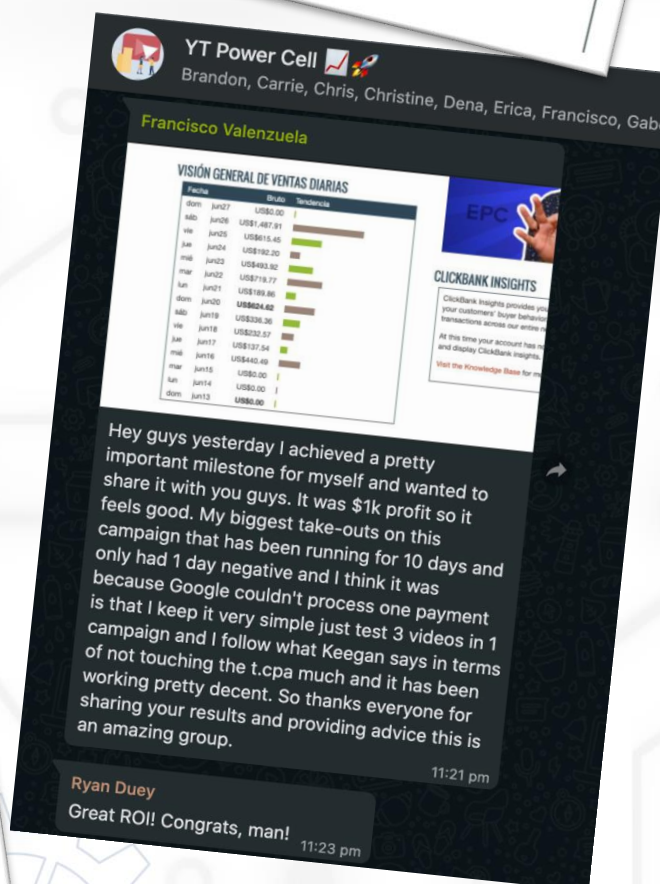 YT Power Cell 📈🚀
Brandon, Carrie, Chris, Christine, Dena, Erica, Francisco, Gab
Francisco Valenzuela
VISIÓN GENERAL DE VENTAS DIARIAS
Fecha Bruto Tendencia
dom jun27 US$0.00
sáb jun26 US$1,487.91
vie jun25 US$615.45
jue jun24 US$192.20
mié jun23 US$493.92
mar jun22 US$719.77
lun jun21 US$189.86
dom jun20 US$624.62
sáb jun19 US$336.36
vie jun18 US$232.57
jue jun17 US$137.54
mié jun16 US$440.49
mar jun15 US$0.00
lun jun14 US$0.00
dom jun13 US$0.00
EPC
CLICKBANK INSIGHTS
ClickBank Insights provides you
your customers' buyer behavior
transactions across our entire
At this time your account has
and display ClickBank insights.
Visit the Knowledge Base for
Hey guys yesterday I achieved a pretty
important milestone for myself and wanted to
share it with you guys. It was $1k profit so it
feels good. My biggest take-outs on this
campaign that has been running for 10 days and
only had 1 day negative and I think it was
because Google couldn't process one payment
is that I keep it very simple just test 3 videos in 1
campaign and I follow what Keegan says in terms
of not touching the t.cpa much and it has been
working pretty decent. So thanks everyone for
sharing your results and providing advice this is
an amazing group.
11:21 pm
Ryan Duey
Great ROI! Congrats, man!
11:23 pm